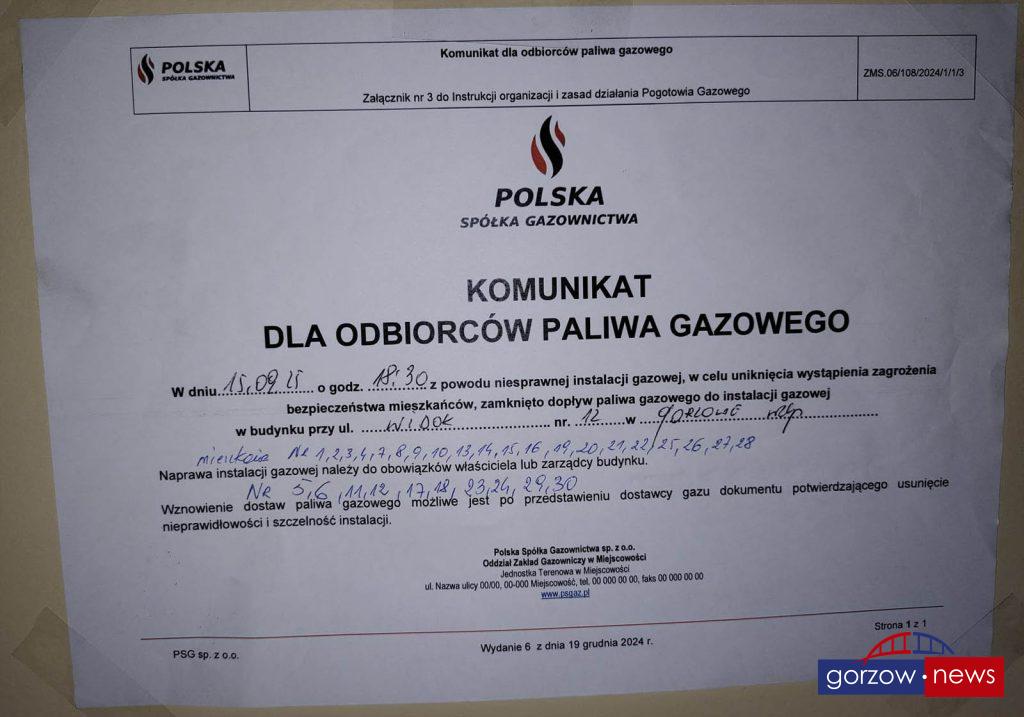 POLSKA
SPÓŁKA GAZOWNICTWA
Komunikat dla odbiorców paliwa gazowego
Załącznik nr 3 do Instrukcji organizacji i zasad działania Pogotowia Gazowego
ZMS.06/108/2024/1/1/3
POLSKA
SPÓŁKA GAZOWNICTWA
KOMUNIKAT
DLA ODBIORCÓW PALIWA GAZOWEGO
W dniu 15.09.25 o godz. 18:30 z powodu niesprawnej instalacji gazowej, w celu uniknięcia wystąpienia zagrożenia
bezpieczeństwa mieszkańców, zamknięto dopływ paliwa gazowego do instalacji gazowej
w budynku przy ul. WIDOK nr. 12 w
Nr 1,2,3,4,7,8,9,10,13,14,15,16,19,20,21,22,25,26,27,28
Naprawa instalacji gazowej należy do obowiązków właściciela lub zarządcy budynku.
Nr 5,6,11,12,17,18,23,24,29,30
Wznowienie dostaw paliwa gazowego możliwe jest po przedstawieniu dostawcy gazu dokumentu potwierdzającego usunięcie
nieprawidłowości i szczelność instalacji.
Polska Spółka Gazownictwa sp. z o.o.
Oddział Zakład Gazowniczy w Miejscowości
Jednostka Terenowa w Miejscowości
ul. Nazwa ulicy 00/00, 00-000 Miejscowość, tel. 00 000 00 00, faks 00 000 00 00
www.psgaz.pl
Strona 1 z 1
PSG sp. z o.o.
Wydanie 6 z dnia 19 grudnia 2024 r.
gorzow·news